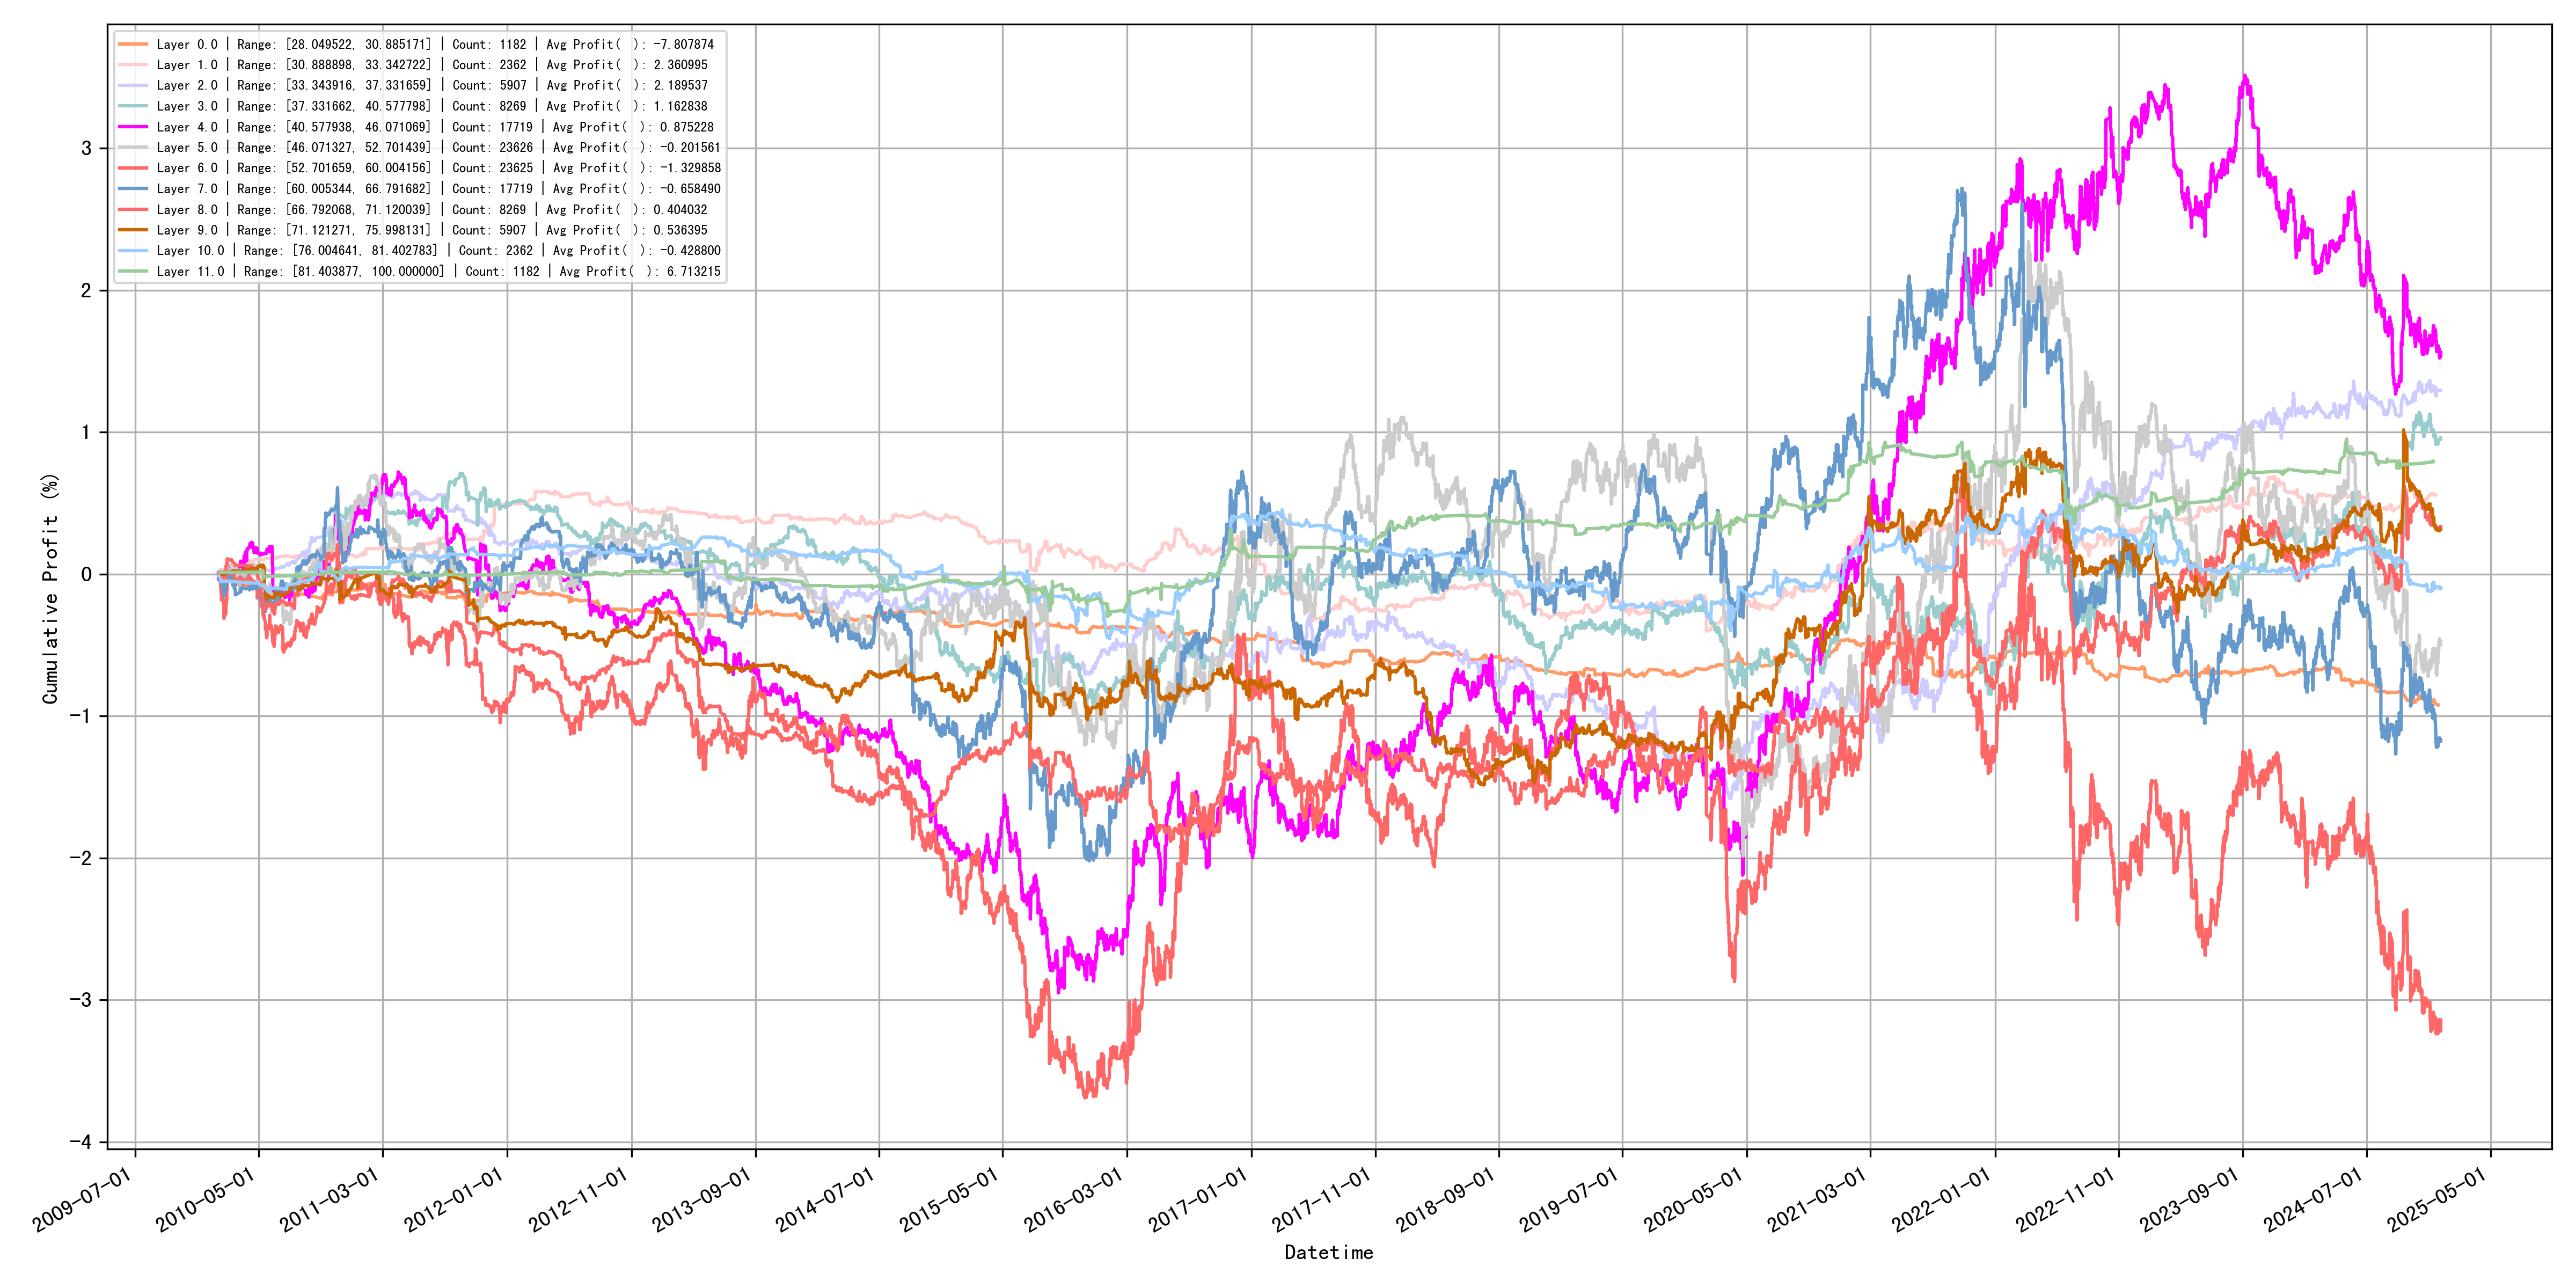 Layer 0.0 | Range: [28.049522, 30.885171] | Count: 1182 | Avg Profit( ): -7.807874
Layer 1.0 | Range: [30.888898, 33.342722] | Count: 2362 | Avg Profit( ): 2.360995
Layer 2.0 | Range: [33.343916, 37.331659] | Count: 5907 | Avg Profit( ): 2.189537
Layer 3.0 | Range: [37.331662, 40.577798] | Count: 8269 | Avg Profit( ): 1.162838
Layer 4.0 | Range: [40.577938, 46.071069] | Count: 17719 | Avg Profit( ): 0.875228
Layer 5.0 | Range: [46.071327, 52.701439] | Count: 23626 | Avg Profit( ): -0.201561
Layer 6.0 | Range: [52.701659, 60.004156] | Count: 23625 | Avg Profit( ): -1.329858
Layer 7.0 | Range: [60.005344, 66.791682] | Count: 17719 | Avg Profit( ): -0.658490
Layer 8.0 | Range: [66.792068, 71.120039] | Count: 8269 | Avg Profit( ): 0.404032
Layer 9.0 | Range: [71.121271, 75.998131] | Count: 5907 | Avg Profit( ): 0.536395
Layer 10.0 | Range: [76.004641, 81.402783] | Count: 2362 | Avg Profit( ): -0.428800
Layer 11.0 | Range: [81.403877, 100.000000] | Count: 1182 | Avg Profit( ): 6.713215
3
2
1
0
-1
-2
-3
-4
Cumulative Profit (%)
2009-07-01
2010-05-01
2011-03-01
2012-01-01
2012-11-01
2013-09-01
2014-07-01
2015-05-01
2016-03-01
2017-01-01
2017-11-01
2018-09-01
2019-07-01
2020-05-01
2021-03-01
2022-01-01
2022-11-01
2023-09-01
2024-07-01
2025-05-01
Datetime